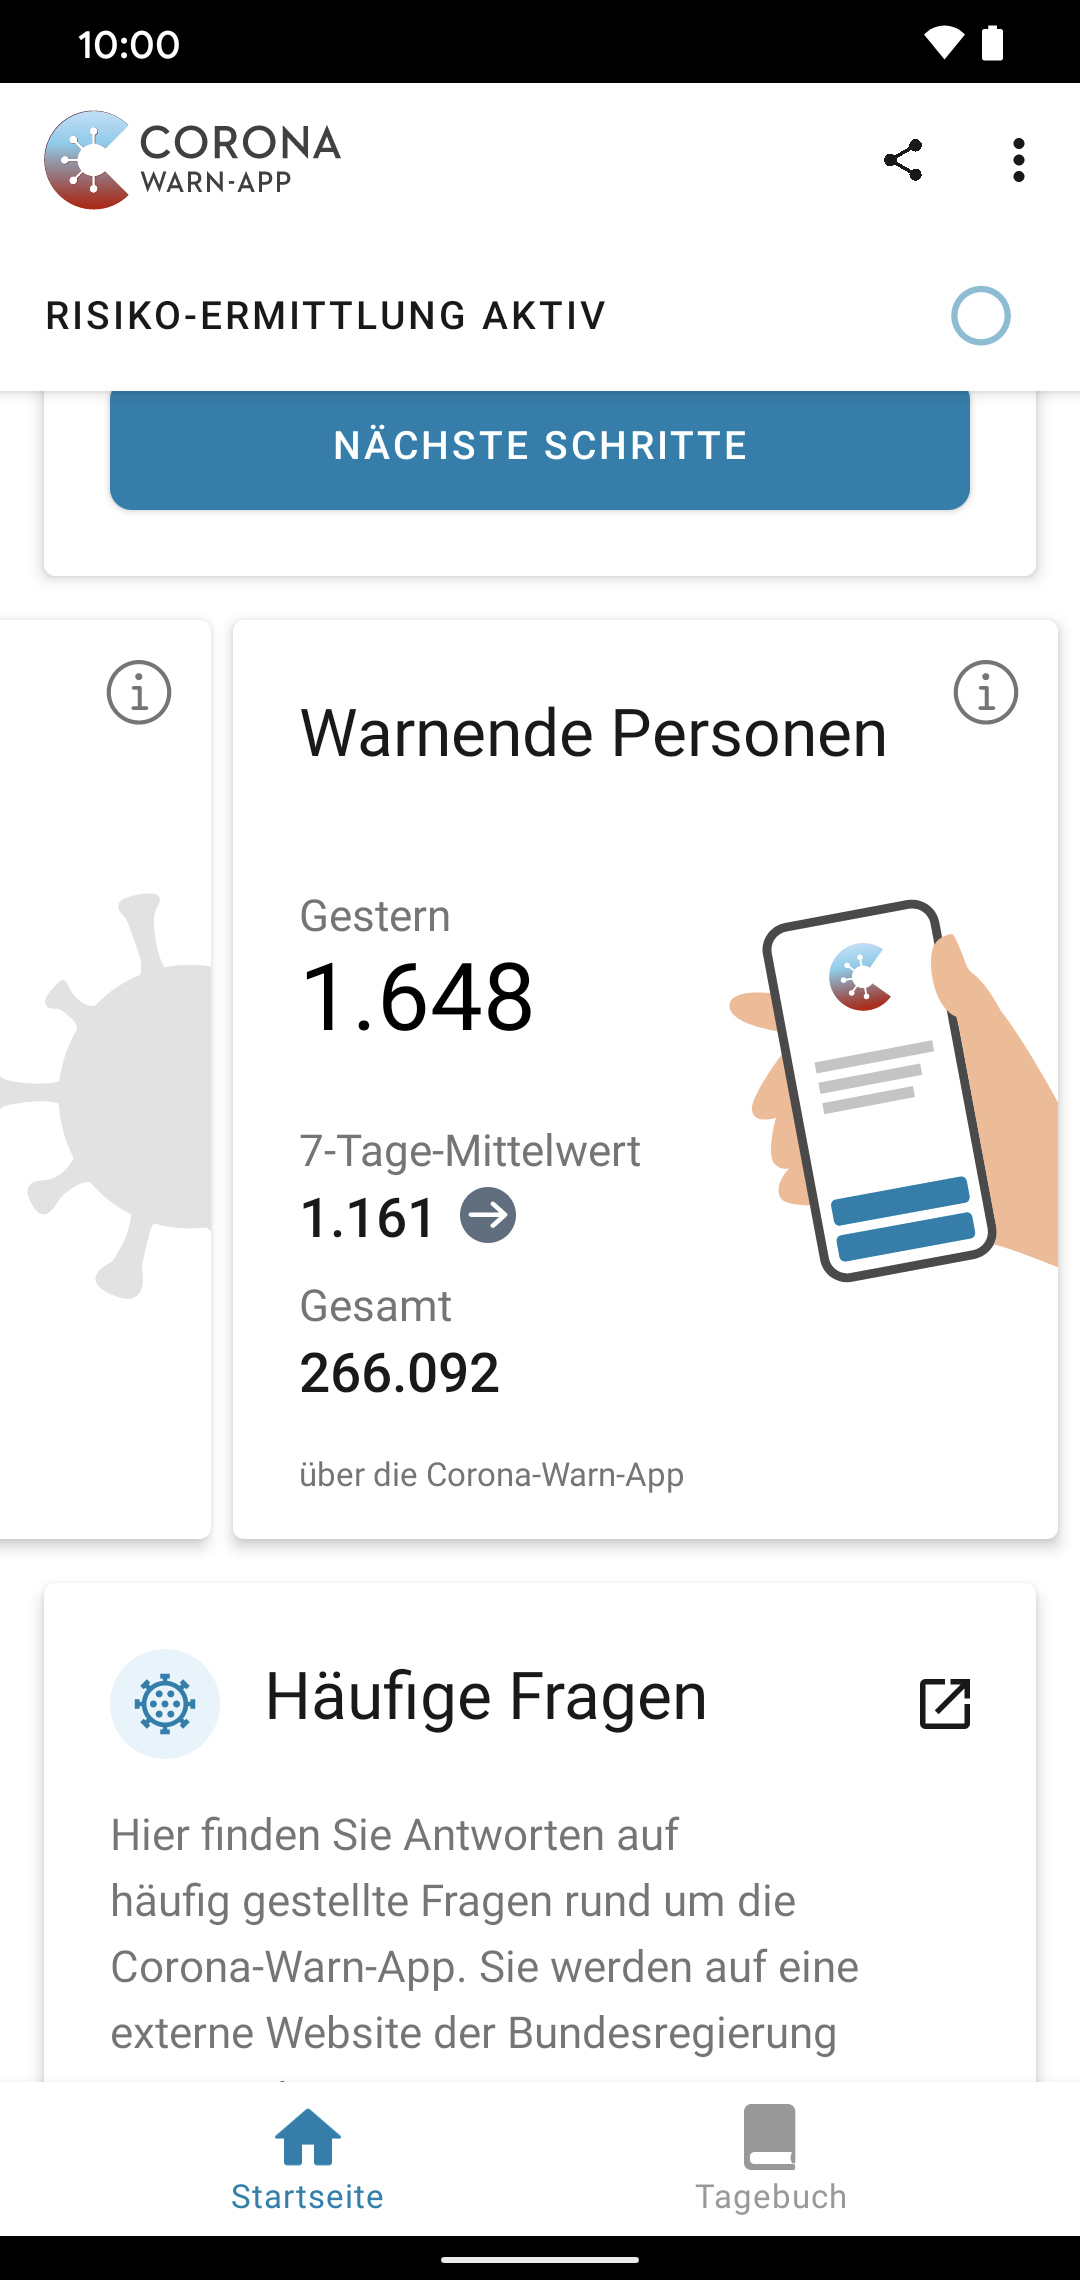 10:00
CORONA
WARN-APP
RISIKO-ERMITTLUNG AKTIV
NÄCHSTE SCHRITTE
Warnende Personen
Gestern
1.648
7-Tage-Mittelwert
1.161
Gesamt
266.092
über die Corona-Warn-App
Häufige Fragen
Hier finden Sie Antworten auf
häufig gestellte Fragen rund um die
Corona-Warn-App. Sie werden auf eine
externe Website der Bundesregierung
Startseite
Tagebuch